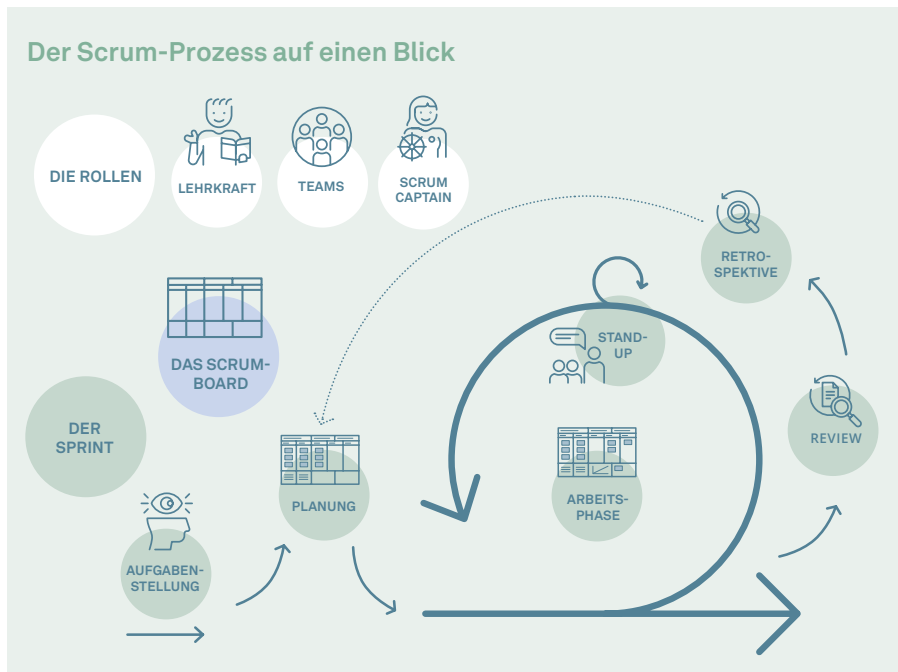 Der Scrum-Prozess auf einen Blick
DIE ROLLEN
LEHRKRAFT
TEAMS
SCRUM
CAPTAIN
RETRO-
SPEKTIVE
STAND-
UP
DAS SCRUM-
BOARD
DER
SPRINT
REVIEW
PLANUNG
ARBEITS-
PHASE
AUFGABEN-
STELLUNG